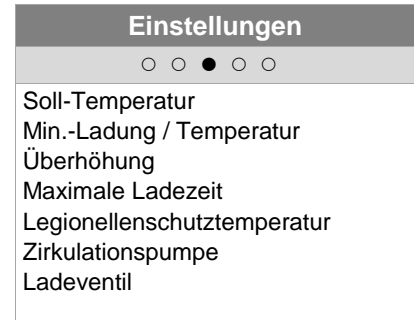 Einstellungen
Soll-Temperatur
Min.-Ladung / Temperatur
Überhöhung
Maximale Ladezeit
Legionellenschutztemperatur
Zirkulationspumpe
Ladeventil